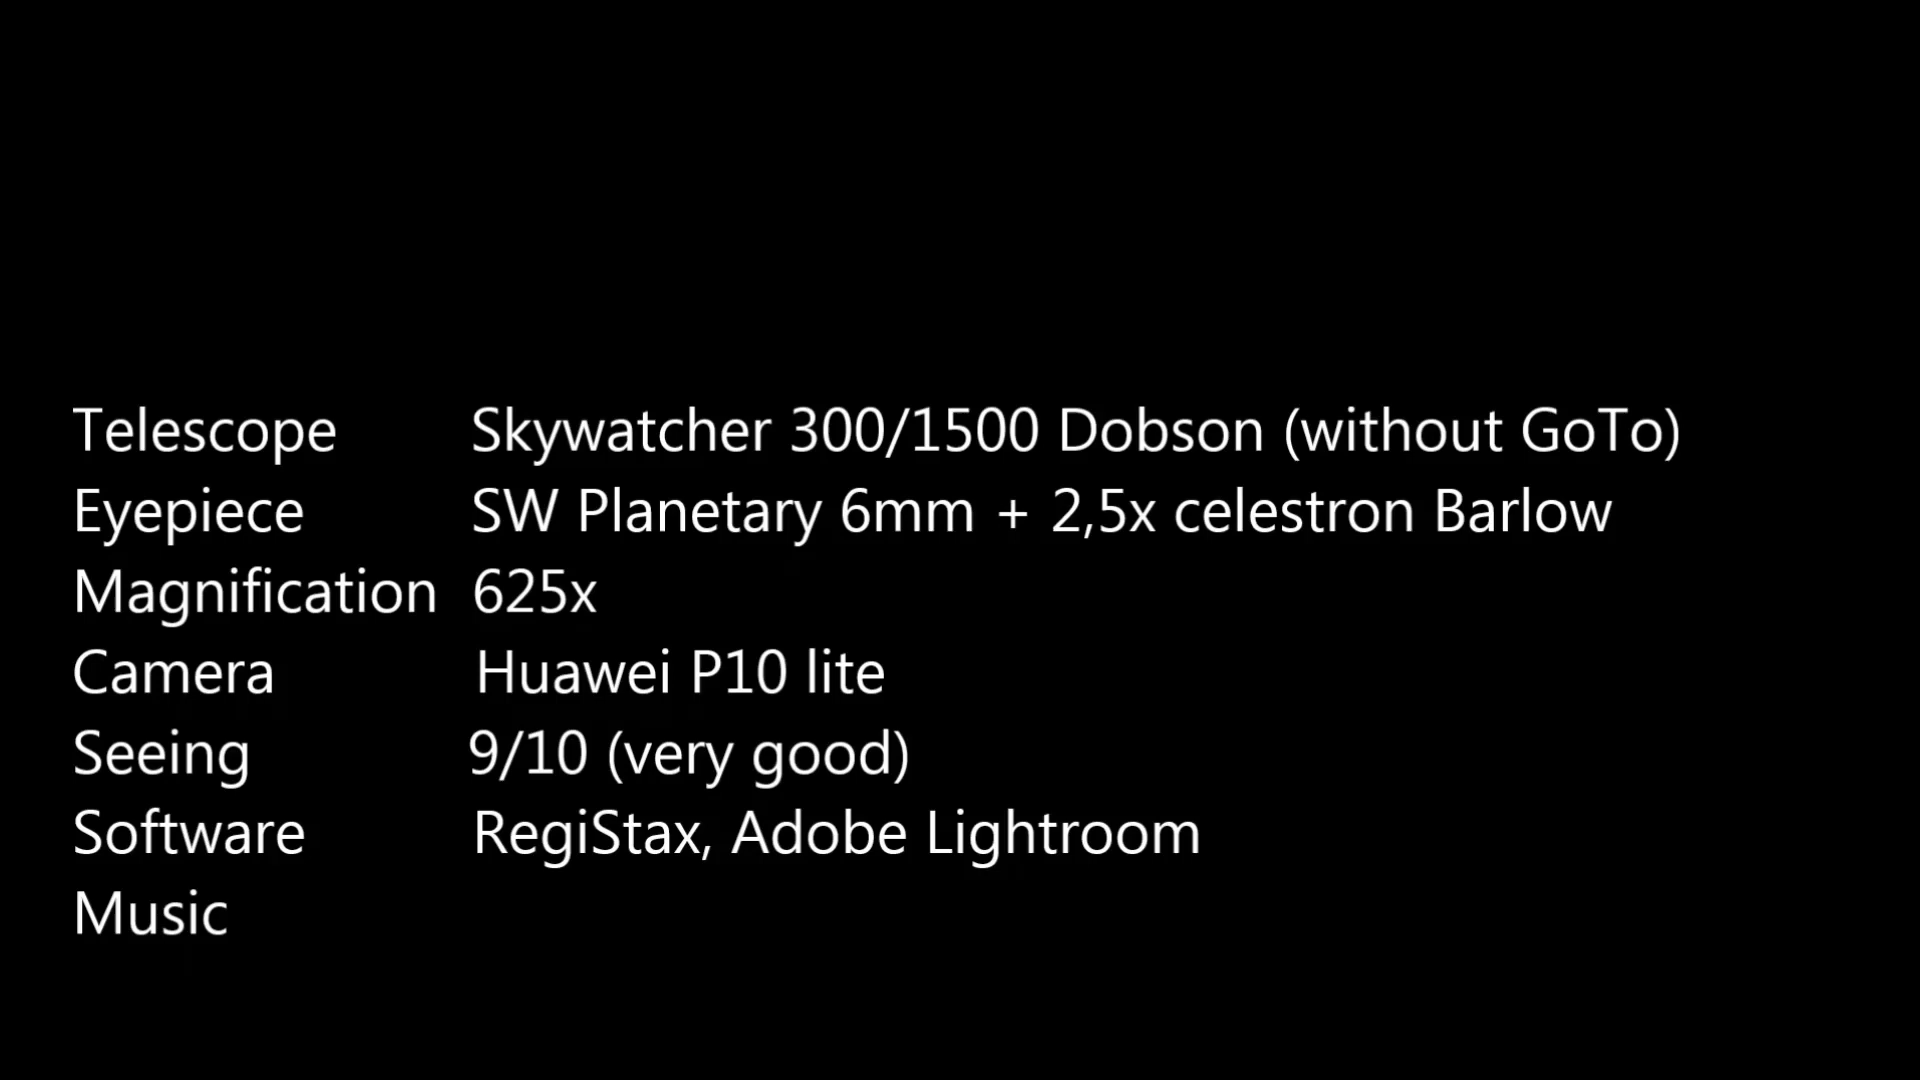 Telescope Skywatcher 300/1500 Dobson (without GoTo)
Eyepiece SW Planetary 6mm + 2,5x celestron Barlow
Magnification 625x
Camera Huawei P10 lite
Seeing 9/10 (very good)
Software RegiStax, Adobe Lightroom
Music